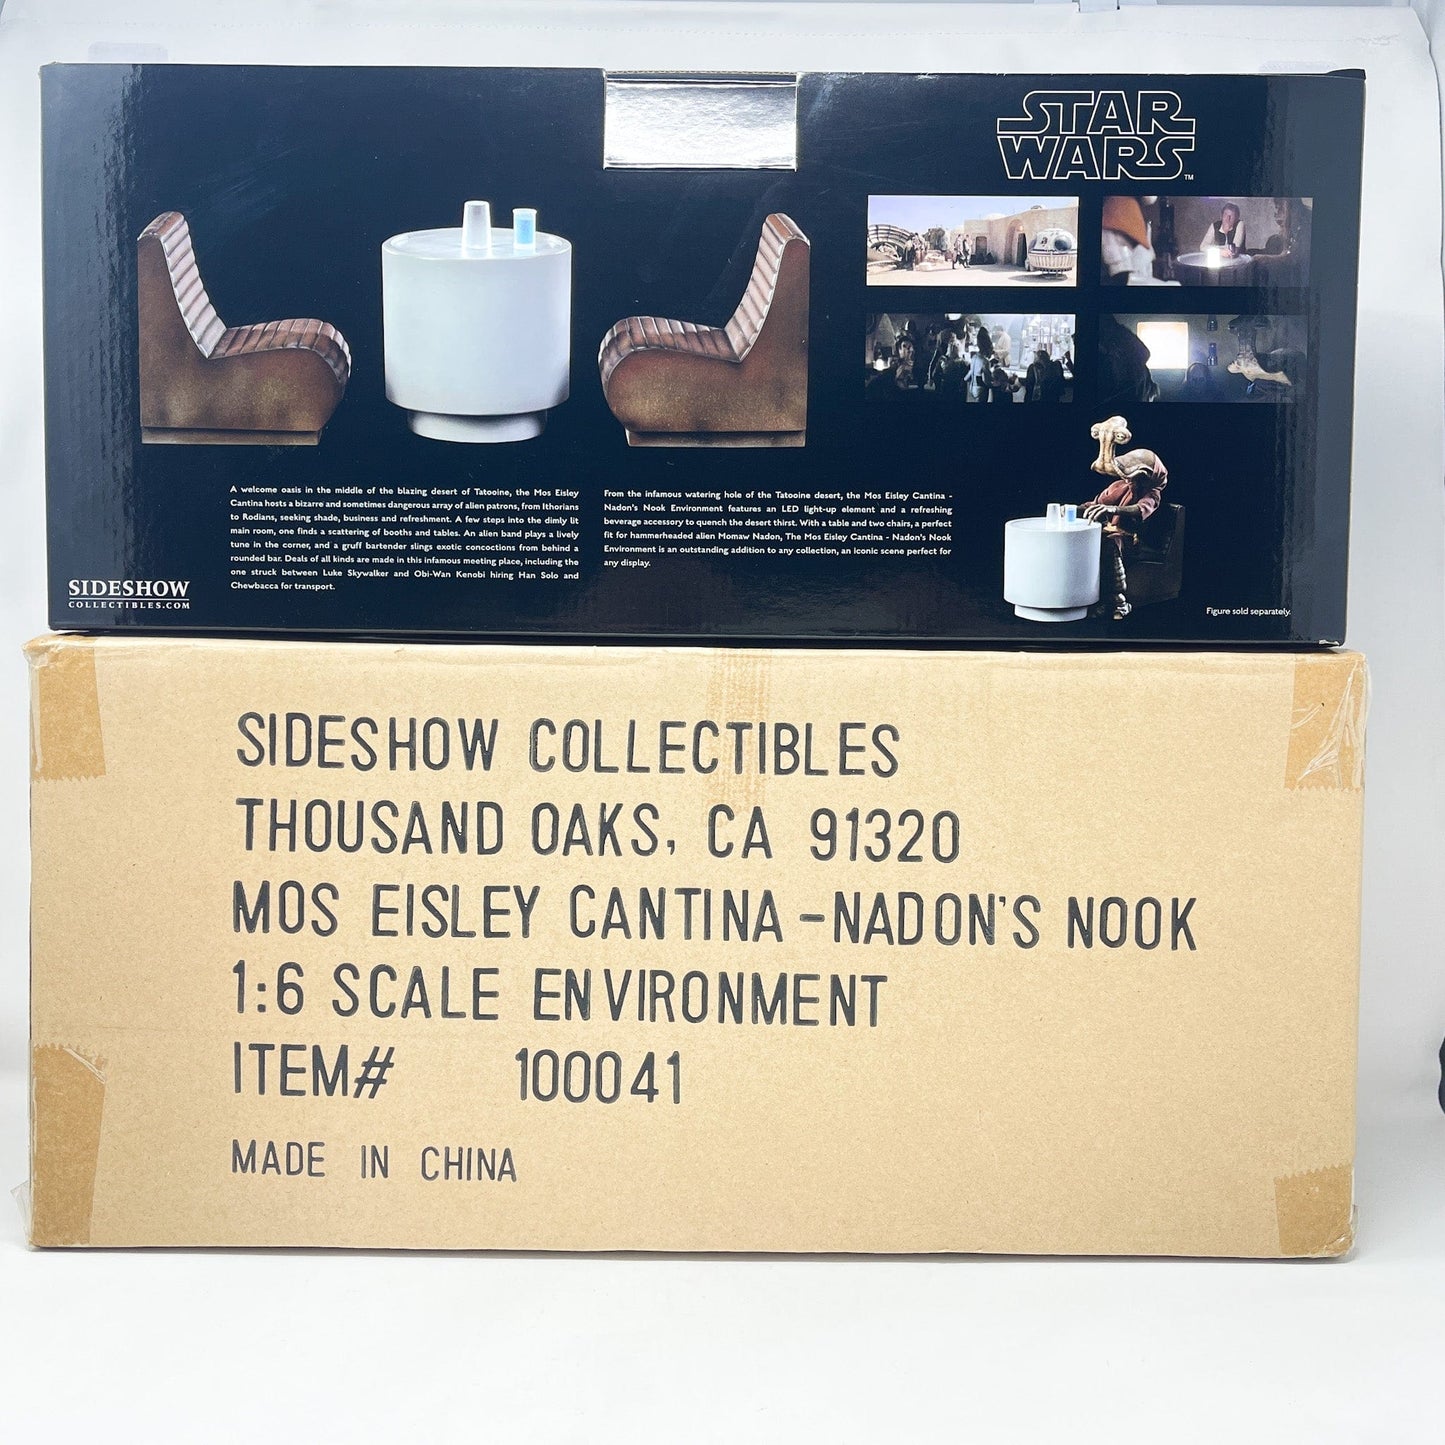 STAR
WARS
TM
A welcome oasis in the middle of the blazing desert of Tatooine, the Mos Eisley
Cantina hosts a bizarre and sometimes dangerous array of alien patrons, from Ithorians
to Rodians, seeking shade, business and refreshment. A few steps into the dimly lit
main room, one finds a scattering of booths and tables. An alien band plays a lively
tune in the corner, and a gruff bartender slings exotic concoctions from behind a
rounded bar. Deals of all kinds are made in this infamous meeting place, including the
one struck between Luke Skywalker and Obi-Wan Kenobi hiring Han Solo and
Chewbacca for transport.
From the infamous watering hole of the Tatooine desert, the Mos Eisley Cantina -
Nadon's Nook Environment features an LED light-up element and a refreshing
beverage accessory to quench the desert thirst. With a table and two chairs, a perfect
fit for hammerheaded alien Momaw Nadon, The Mos Eisley Cantina - Nadon's Nook
Environment is an outstanding addition to any collection, an iconic scene perfect for
any display.
SIDESHOW
COLLECTIBLES.COM
Figure sold separately.
SIDESHOW COLLECTIBLES
THOUSAND OAKS, CA 91320
MOS EISLEY CANTINA -NADON'S NOOK
1:6 SCALE ENVIRONMENT
ITEM# 100041
MADE IN CHINA